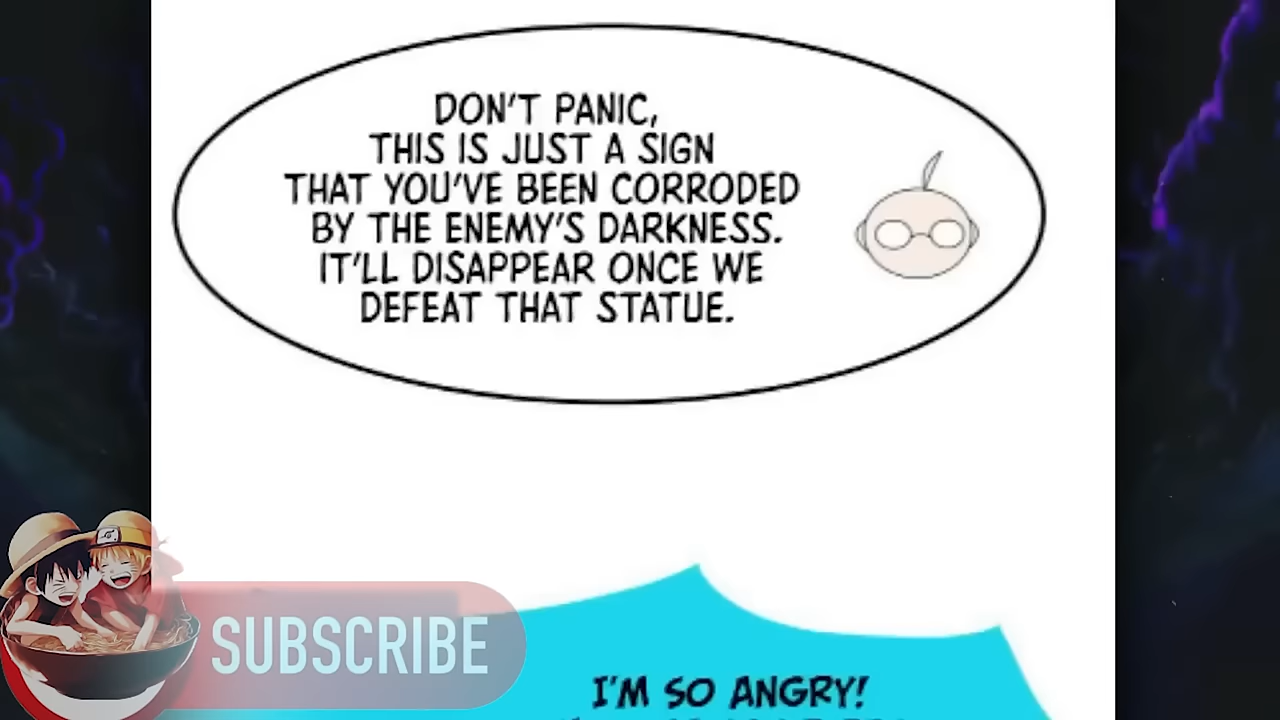 DON'T PANIC,
THIS IS JUST A SIGN
THAT YOU'VE BEEN CORRODED
BY THE ENEMY'S DARKNESS.
IT'LL DISAPPEAR ONCE WE
DEFEAT THAT STATUE.
SUBSCRIBE
I'M SO ANGRY!